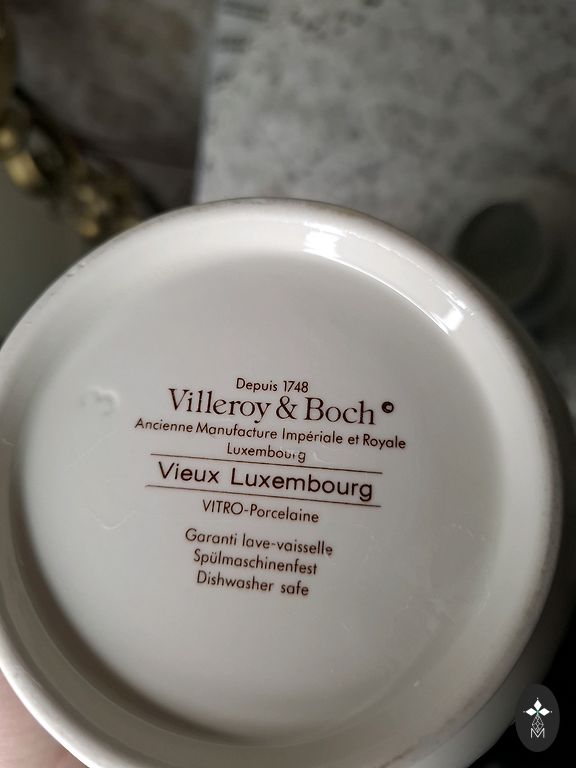 Depuis 1748
Villeroy & Boch ©
Ancienne Manufacture Impériale et Royale
Luxembourg
Vieux Luxembourg
VITRO-Porcelaine
Garanti lave-vaisselle
Spülmaschinenfest
Dishwasher safe